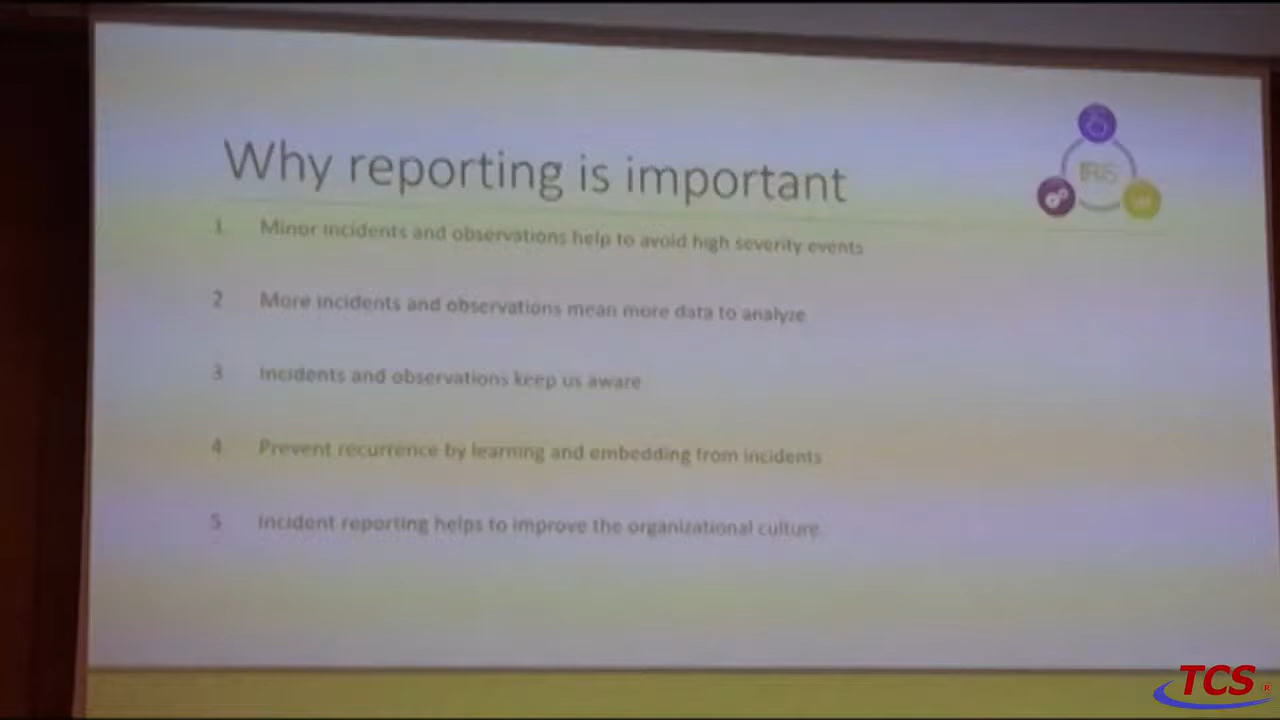 Why reporting is important
IRIS
1 Minor incidents and observations help to avoid high severity events
2 More incidents and observations mean more data to analyze
3 Incidents and observations keep us aware
4 Prevent recurrence by learning and embedding from incidents
5 Incident reporting helps to improve the organizational culture
TCS ®